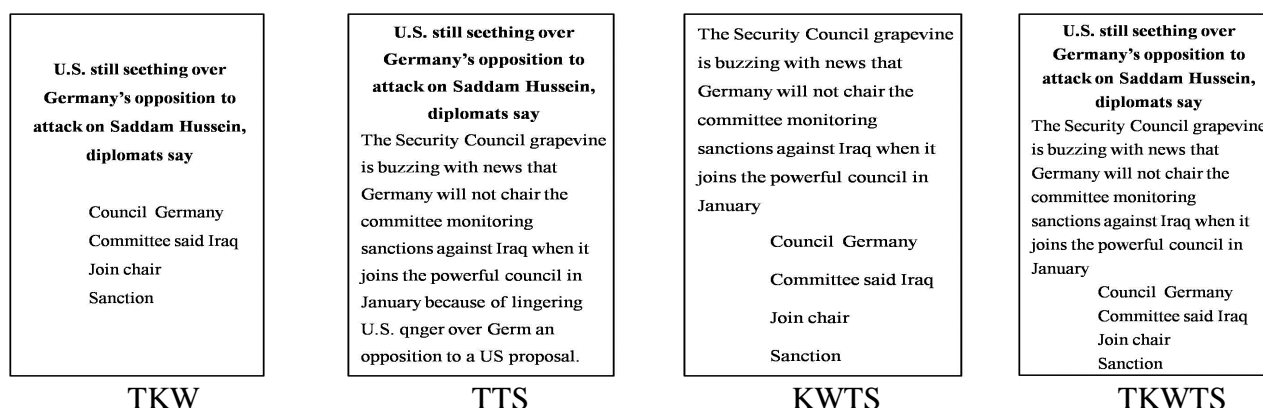 U.S. still seething over
Germany's opposition to
attack on Saddam Hussein,
diplomats say
Council Germany
Committee said Iraq
Join chair
Sanction
TKW
U.S. still seething over
Germany's opposition to
attack on Saddam Hussein,
diplomats say
The Security Council grapevine
is buzzing with news that
Germany will not chair the
committee monitoring
sanctions against Iraq when it
joins the powerful council in
January because of lingering
U.S. qnger over Germ an
opposition to a US proposal.
TTS
The Security Council grapevine
is buzzing with news that
Germany will not chair the
committee monitoring
sanctions against Iraq when it
joins the powerful council in
January
Council Germany
Committee said Iraq
Join chair
Sanction
KWTS
U.S. still seething over
Germany's opposition to
attack on Saddam Hussein,
diplomats say
The Security Council grapevine
is buzzing with news that
Germany will not chair the
committee monitoring
sanctions against Iraq when it
joins the powerful council in
January
Council Germany
Committee said Iraq
Join chair
Sanction
TKWTS